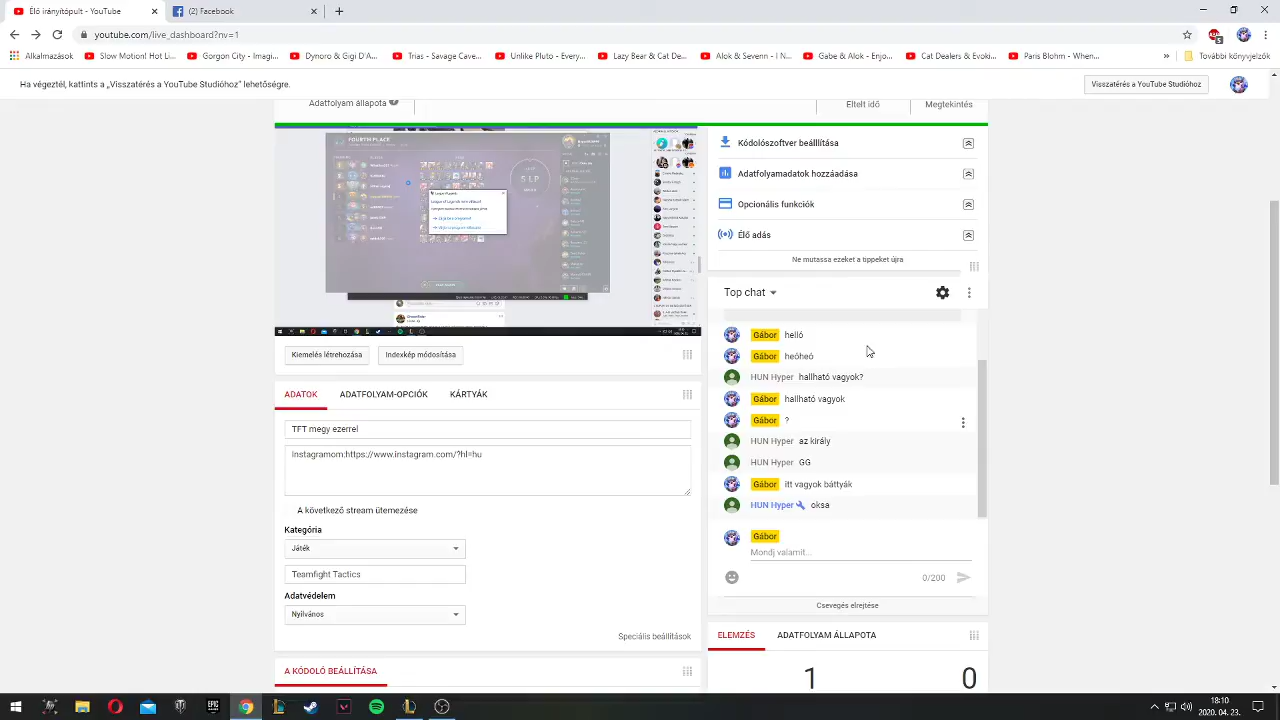 Élő irányítópult - YouTube
(2) Facebook
youtube.com/live_dashboard?nv=1
Alkalmazások
Slow Motion! Hot Li...
Gorgon City - Imagi...
Domoro & Gigi D'A...
Trias - Savage Cave...
Unlike Pluto - Every...
Lazy Bear & Cat De...
Alok & Sevenn - I N...
Gabe & Alok - Enjo...
Cat Dealers & Evoki...
Paris Blohm - When...
»
További könyvjelzők
Ha végeztél, kattints a „Visszatérés a YouTube Studióhoz" lehetőségre.
Visszatérés a YouTube Studióhoz
Adatfolyam állapota
Eltelt idő
Megtekintés
FOURTH PLACE
Kódolószoftver beállítása
Adatfolyamadatok hozzáadása
Opcionális funkciók
Élő adás
Ne mutassa ezeket a tippeket újra
Top chat
Gábor helló
Gábor heóheó
HUN Hyper hallható vagyok?
Gábor hallható vagyok
Gábor ?
HUN Hyper az király
HUN Hyper GG
Gábor itt vagyok báttyák
HUN Hyper oksa
Gábor
Mondj valamit...
0/200
Csevegés elrejtése
Kiemelés létrehozása
Indexkép módosítása
ADATOK
ADATFOLYAM-OPCIÓK
KÁRTYÁK
TFT megy ezerrel
Instagramom:https://www.instagram.com/?hl=hu
A következő stream ütemezése
Kategória
Játék
Teamfight Tactics
Adatvédelem
Nyilvános
Speciális beállítások
A KÓDOLÓ BEÁLLÍTÁSA
ELEMZÉS
ADATFOLYAM ÁLLAPOTA
1
0
18:10
2020. 04. 23.